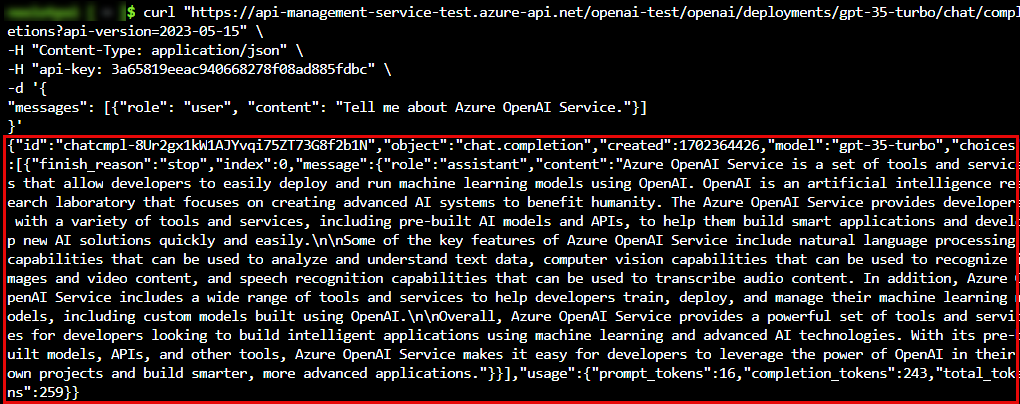 $ curl "https://api-management-service-test.azure-api.net/openai-test/openai/deployments/gpt-35-turbo/chat/compl
etions?api-version=2023-05-15" \
-H "Content-Type: application/json" \
-H "api-key: 3a65819eeac940668278f08ad885fdbc" \
-d '{
"messages": [{"role": "user", "content": "Tell me about Azure OpenAI Service."}]
}'
{"id":"chatcmpl-8Ur2gx1kW1AJYvqi75ZT73G8f2b1N","object":"chat.completion","created":1702364426,"model":"gpt-35-turbo","choices
:[{"finish_reason":"stop","index":0,"message":{"role":"assistant","content":"Azure OpenAI Service is a set of tools and servic
s that allow developers to easily deploy and run machine learning models using OpenAI. OpenAI is an artificial intelligence res
earch laboratory that focuses on creating advanced AI systems to benefit humanity. The Azure OpenAI Service provides developers
with a variety of tools and services, including pre-built AI models and APIs, to help them build smart applications and devel
p new AI solutions quickly and easily.\n\nSome of the key features of Azure OpenAI Service include natural language processing
capabilities that can be used to analyze and understand text data, computer vision capabilities that can be used to recognize i
mages and video content, and speech recognition capabilities that can be used to transcribe audio content. In addition, Azure
penAI Service includes a wide range of tools and services to help developers train, deploy, and manage their machine learning m
odels, including custom models built using OpenAI.\n\nOverall, Azure OpenAI Service provides a powerful set of tools and servi
es for developers looking to build intelligent applications using machine learning and advanced AI technologies. With its pre-
uilt models, APIs, and other tools, Azure OpenAI Service makes it easy for developers to leverage the power of OpenAI in their
own projects and build smarter, more advanced applications."}}],"usage":{"prompt_tokens":16,"completion_tokens":243,"total_tok
ns":259}}